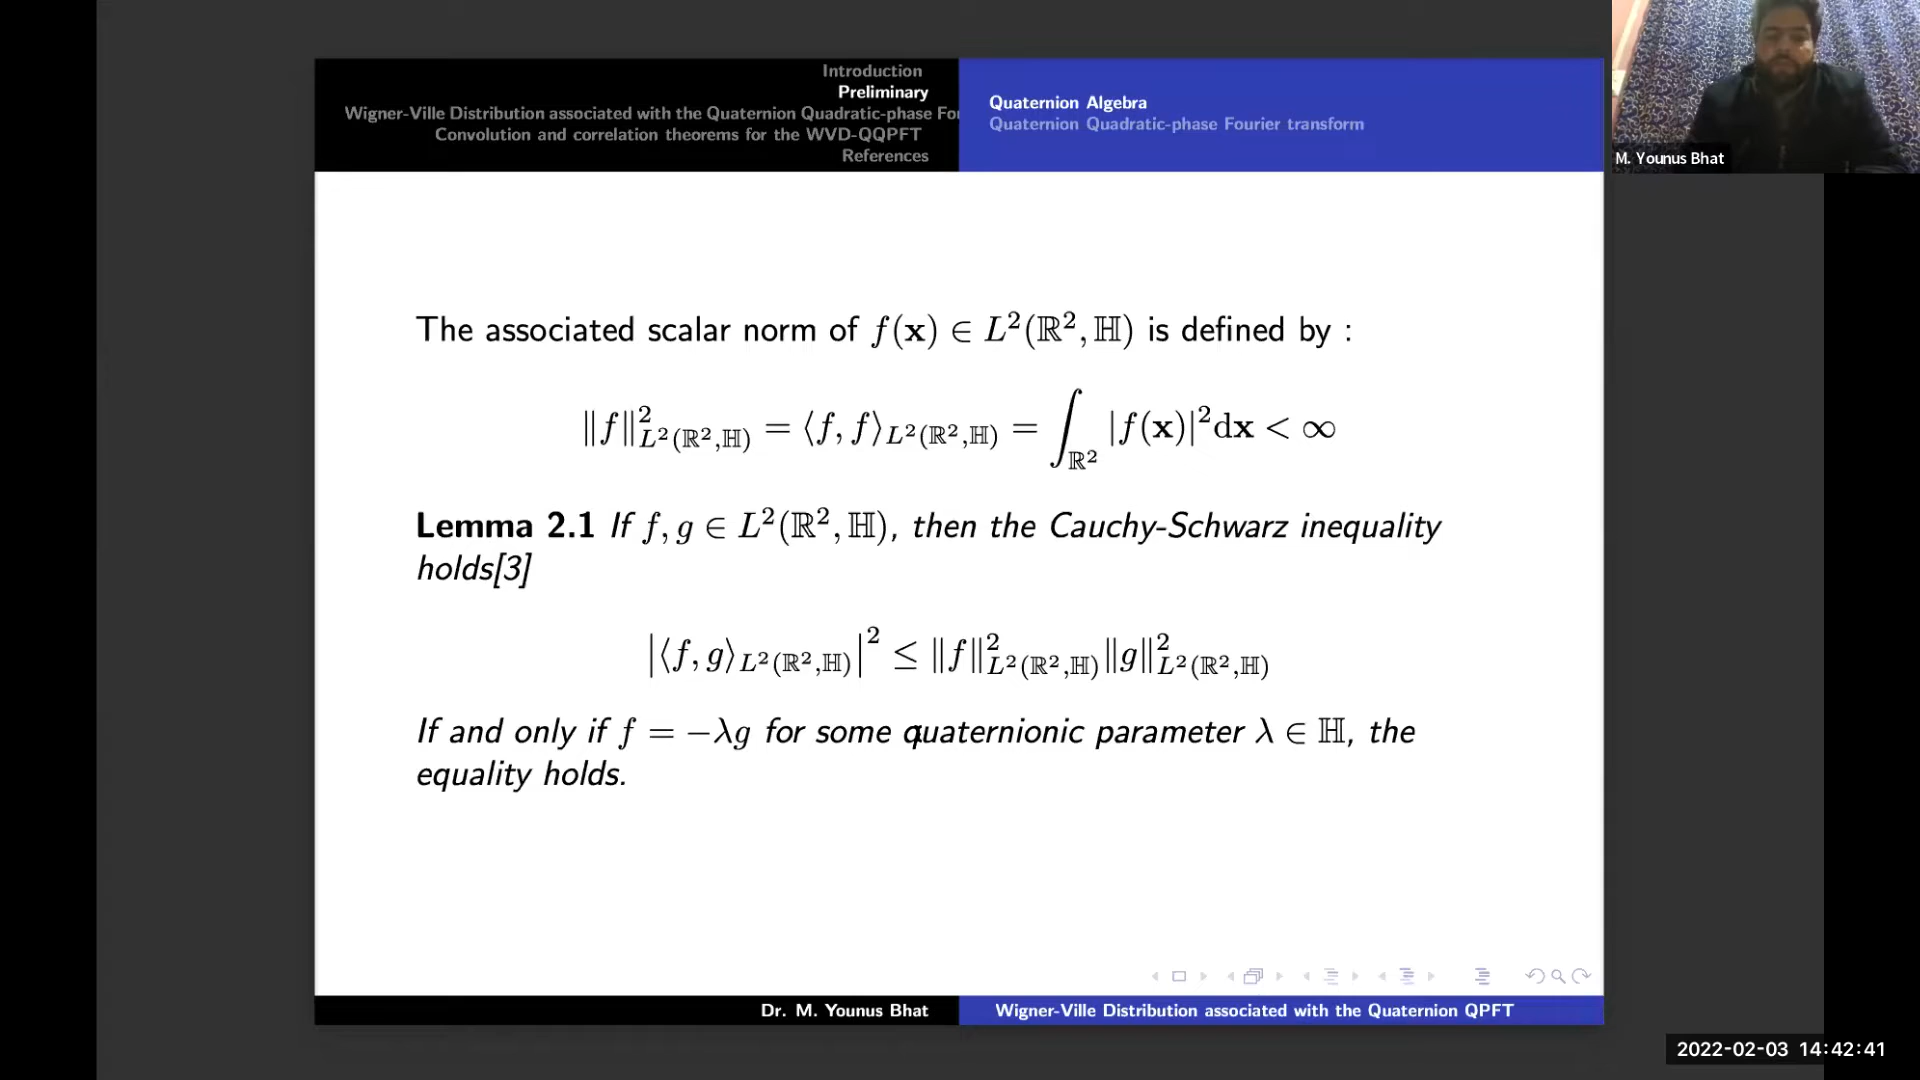 Introduction
Preliminary
Wigner-Ville Distribution associated with the Quaternion Quadratic-phase Fou
Convolution and correlation theorems for the WVD-QQPFT
References
Quaternion Algebra
Quaternion Quadratic-phase Fourier transform
M. Younus Bhat
The associated scalar norm of f(x) ∈ L²(ℝ², ℍ) is defined by :
‖f‖²_{L²(ℝ²,ℍ)} = ⟨f, f⟩_{L²(ℝ²,ℍ)} = ∫_{ℝ²} |f(x)|²dx < ∞
Lemma 2.1 If f, g ∈ L²(ℝ², ℍ), then the Cauchy-Schwarz inequality
holds[3]
|⟨f, g⟩_{L²(ℝ²,ℍ)}|² ≤ ‖f‖²_{L²(ℝ²,ℍ)}‖g‖²_{L²(ℝ²,ℍ)}
If and only if f = −λg for some quaternionic parameter λ ∈ ℍ, the
equality holds.
Dr. M. Younus Bhat
Wigner-Ville Distribution associated with the Quaternion QPFT
2022-02-03 14:42:41